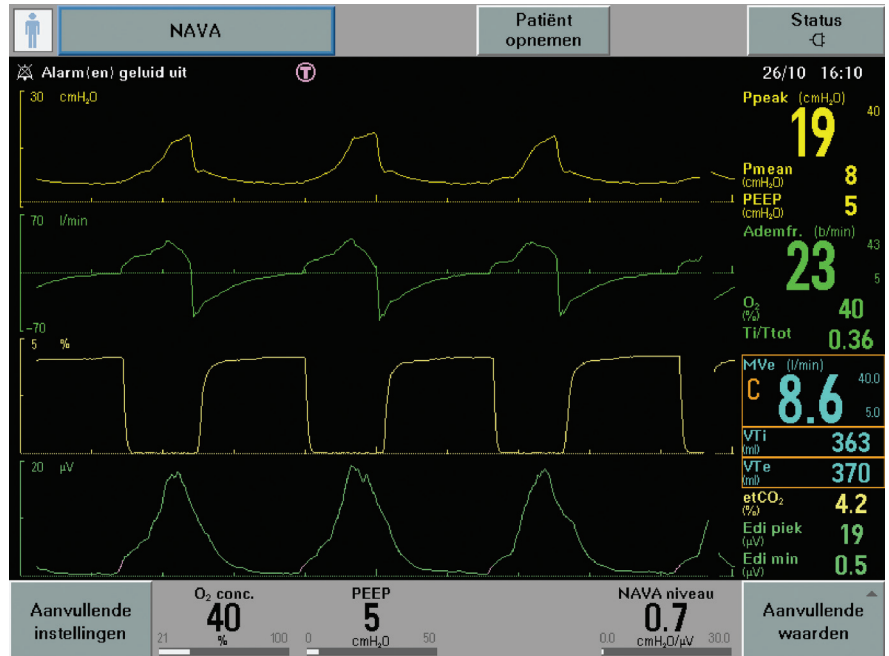 NAVA
Patiënt
opnemen
Status
Alarm(en) geluid uit
T
26/10 16:10
30 cmH₂O
Ppeak (cmH₂O)
19
40
Pmean
(cmH₂O)
8
PEEP
(cmH₂O)
5
70 l/min
-70
Ademfr. (b/min)
23
43
5
O₂
(%)
40
Ti/Ttot
0.36
5 %
MVe (l/min)
C
8.6
40.0
5.0
VTi
(ml)
363
VTe
(ml)
370
20 µV
etCO₂
(%)
4.2
Edi piek
(µV)
19
Edi min
(µV)
0.5
Aanvullende
instellingen
O₂ conc.
40
21 % 100
PEEP
5
0 cmH₂O 50
NAVA niveau
0.7
0.0 cmH₂O/µV 30.0
Aanvullende
waarden